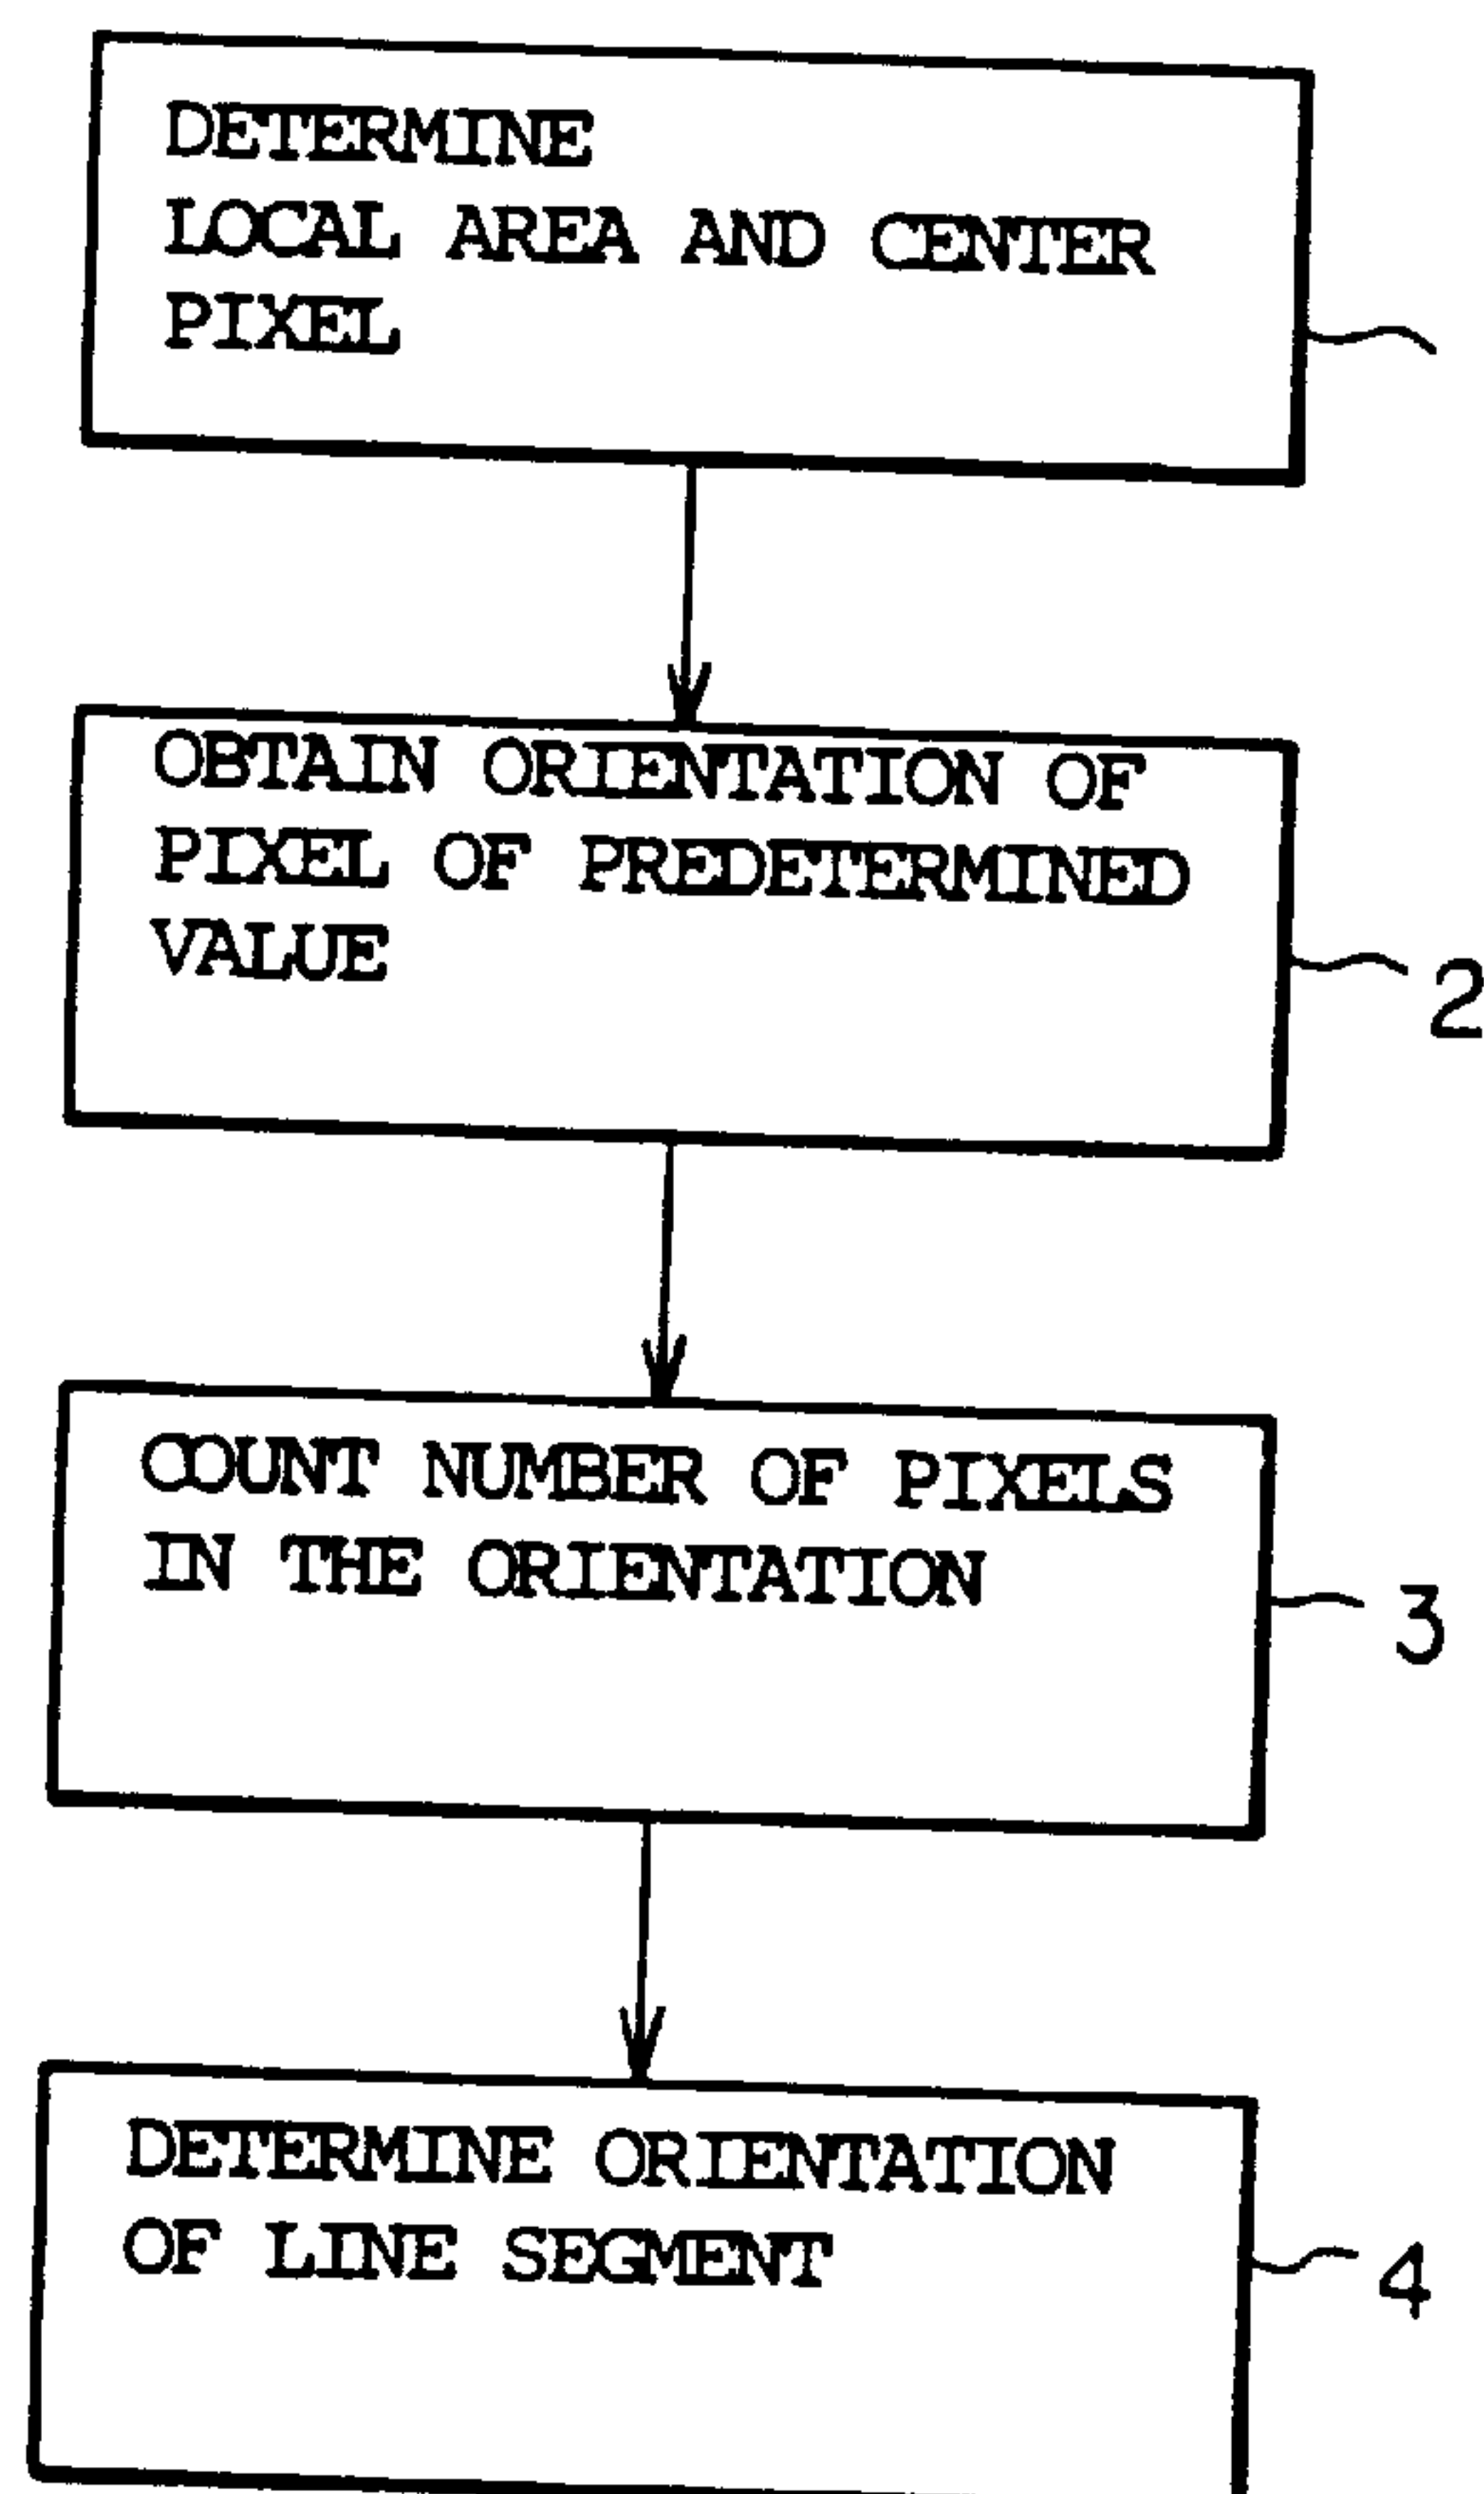 DETERMINE
LOCAL AREA AND CENTER
PIXEL
OBTAIN ORIENTATION OF
PIXEL OF PREDETERMINED
VALUE
2
COUNT NUMBER OF PIXELS
IN THE ORIENTATION
3
DETERMINE ORIENTATION
OF LINE SEGMENT
4